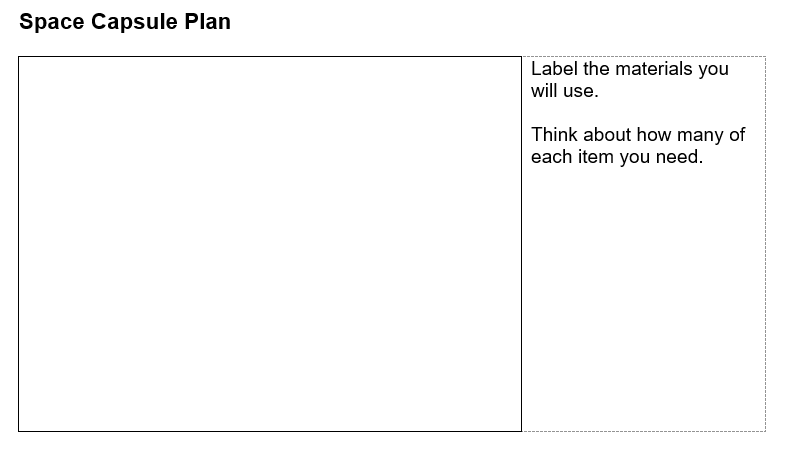 Space Capsule Plan
Label the materials you
will use.
Think about how many of
each item you need.